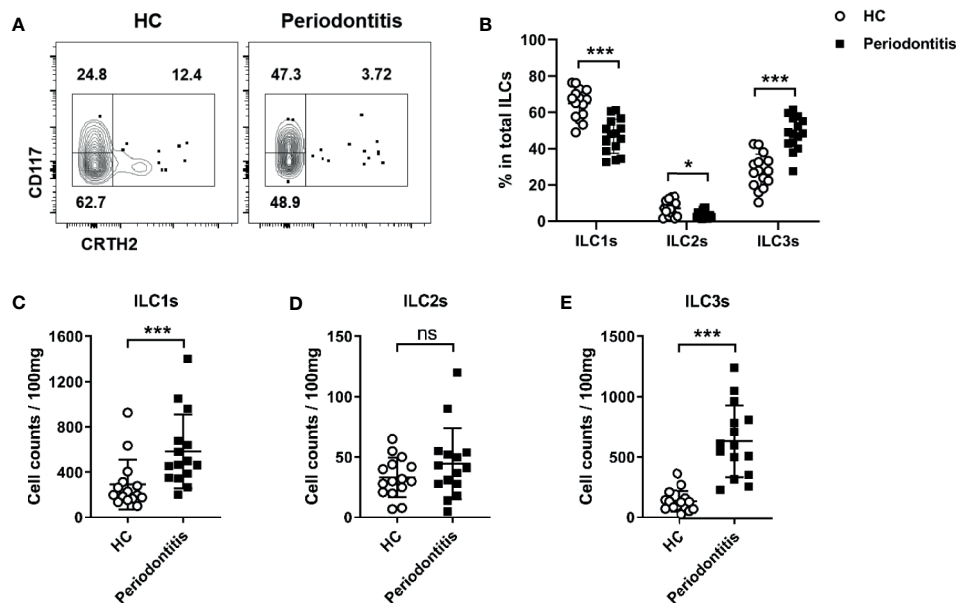 A
HC
Periodontitis
24.8
12.4
47.3
3.72
62.7
48.9
CD117
CRTH2
B
HC
Periodontitis
% in total ILCs
100
80
60
40
20
0
***
*
***
ILC1s
ILC2s
ILC3s
C
ILC1s
Cell counts / 100mg
1600
1200
800
400
0
***
HC
Periodontitis
D
ILC2s
Cell counts / 100mg
150
100
50
0
ns
HC
Periodontitis
E
ILC3s
Cell counts / 100mg
1500
1000
500
0
***
HC
Periodontitis